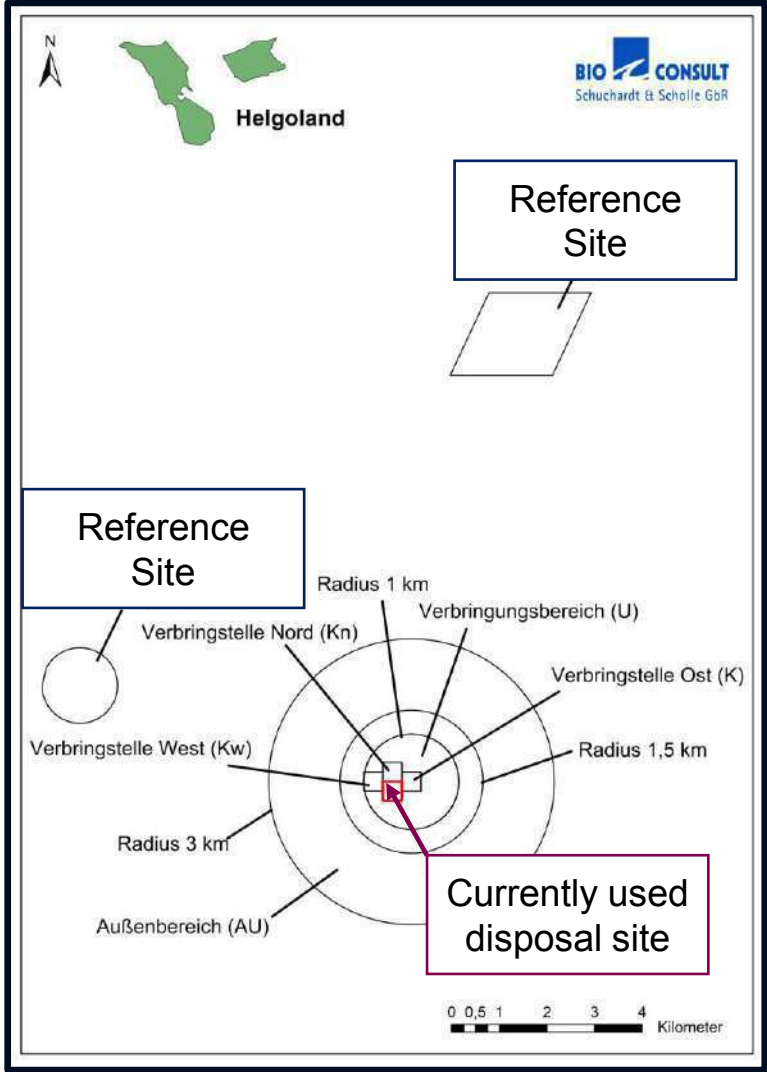 N
BIO CONSULT
Schuchardt & Scholle GbR
Helgoland
Reference
Site
Reference
Site
Radius 1 km
Verbringungsbereich (U)
Verbringstelle Nord (Kn)
Verbringstelle Ost (K)
Verbringstelle West (Kw)
Radius 1,5 km
Radius 3 km
Currently used
disposal site
Außenbereich (AU)
0 0,5 1 2 3 4
Kilometer